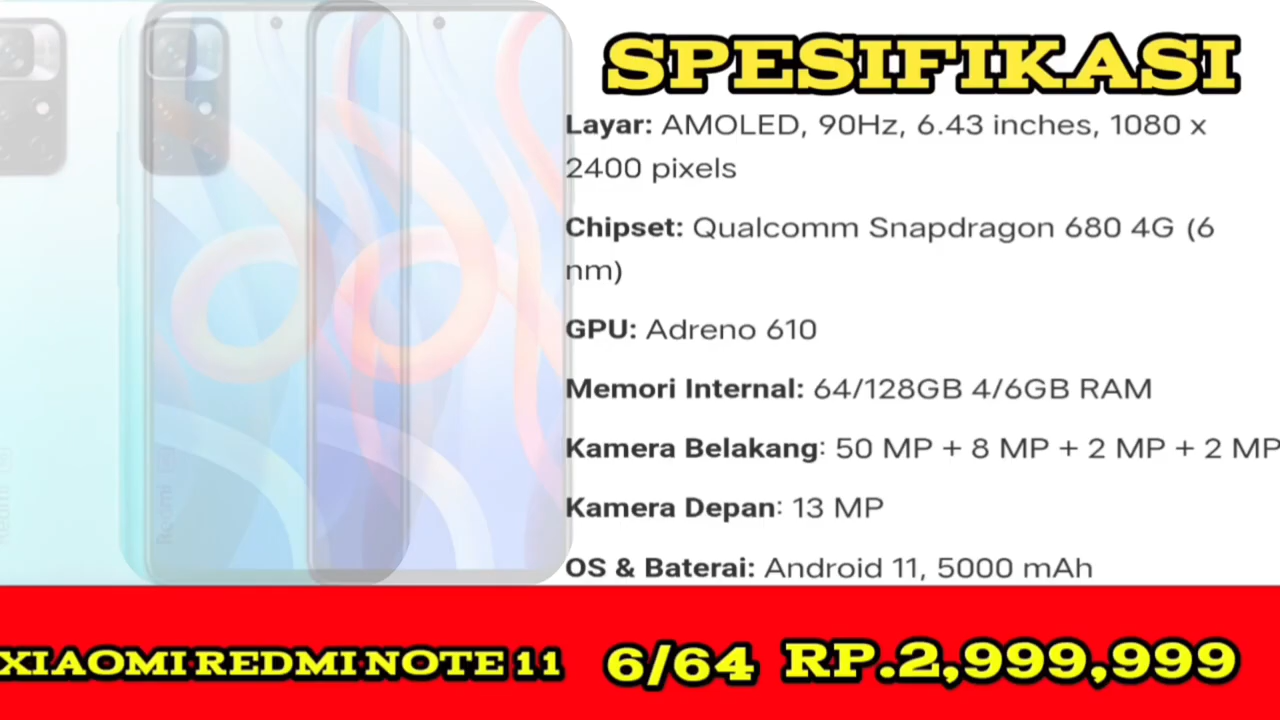 SPESIFIKASI
Layar: AMOLED, 90Hz, 6.43 inches, 1080 x
2400 pixels
Chipset: Qualcomm Snapdragon 680 4G (6
nm)
GPU: Adreno 610
Memori Internal: 64/128GB 4/6GB RAM
Kamera Belakang: 50 MP + 8 MP + 2 MP + 2 MP
Kamera Depan: 13 MP
OS & Baterai: Android 11, 5000 mAh
Redmi
Redmi
XIAOMI REDMI NOTE 11 6/64 RP.2,999,999